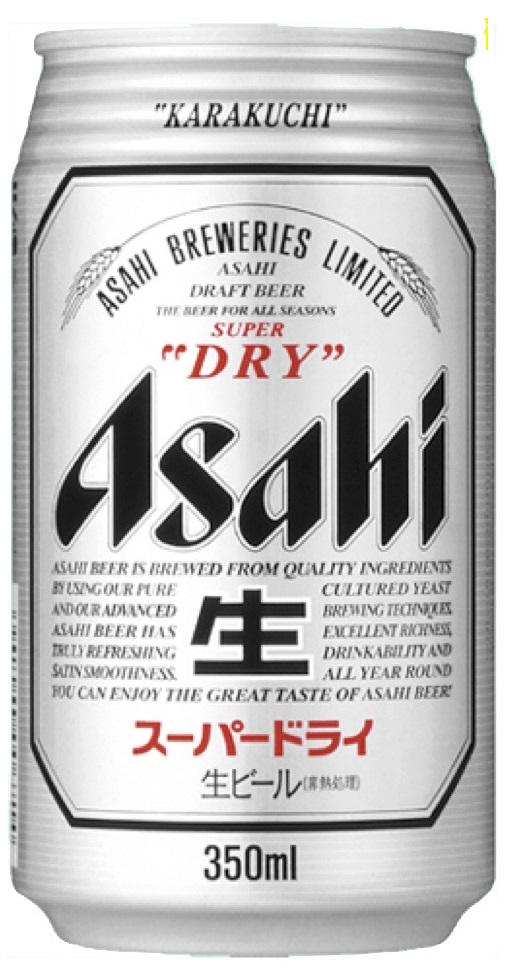 "KARAKUCHI"
ASAHI BREWERIES LIMITED
ASAHI
DRAFT BEER
THE BEER FOR ALL SEASONS
SUPER
"DRY"
Asahi
ASAHI BEER IS BREWED FROM QUALITY INGREDIENTS
BY USING OUR PURE CULTURED YEAST
AND OUR ADVANCED BREWING TECHNIQUES.
ASAHI BEER HAS EXCELLENT RICHNESS,
TRULY REFRESHING DRINKABILITY AND
SATIN SMOOTHNESS. ALL YEAR ROUND
YOU CAN ENJOY THE GREAT TASTE OF ASAHI BEER!
生
スーパードライ
生ビール(非熱処理)
350ml